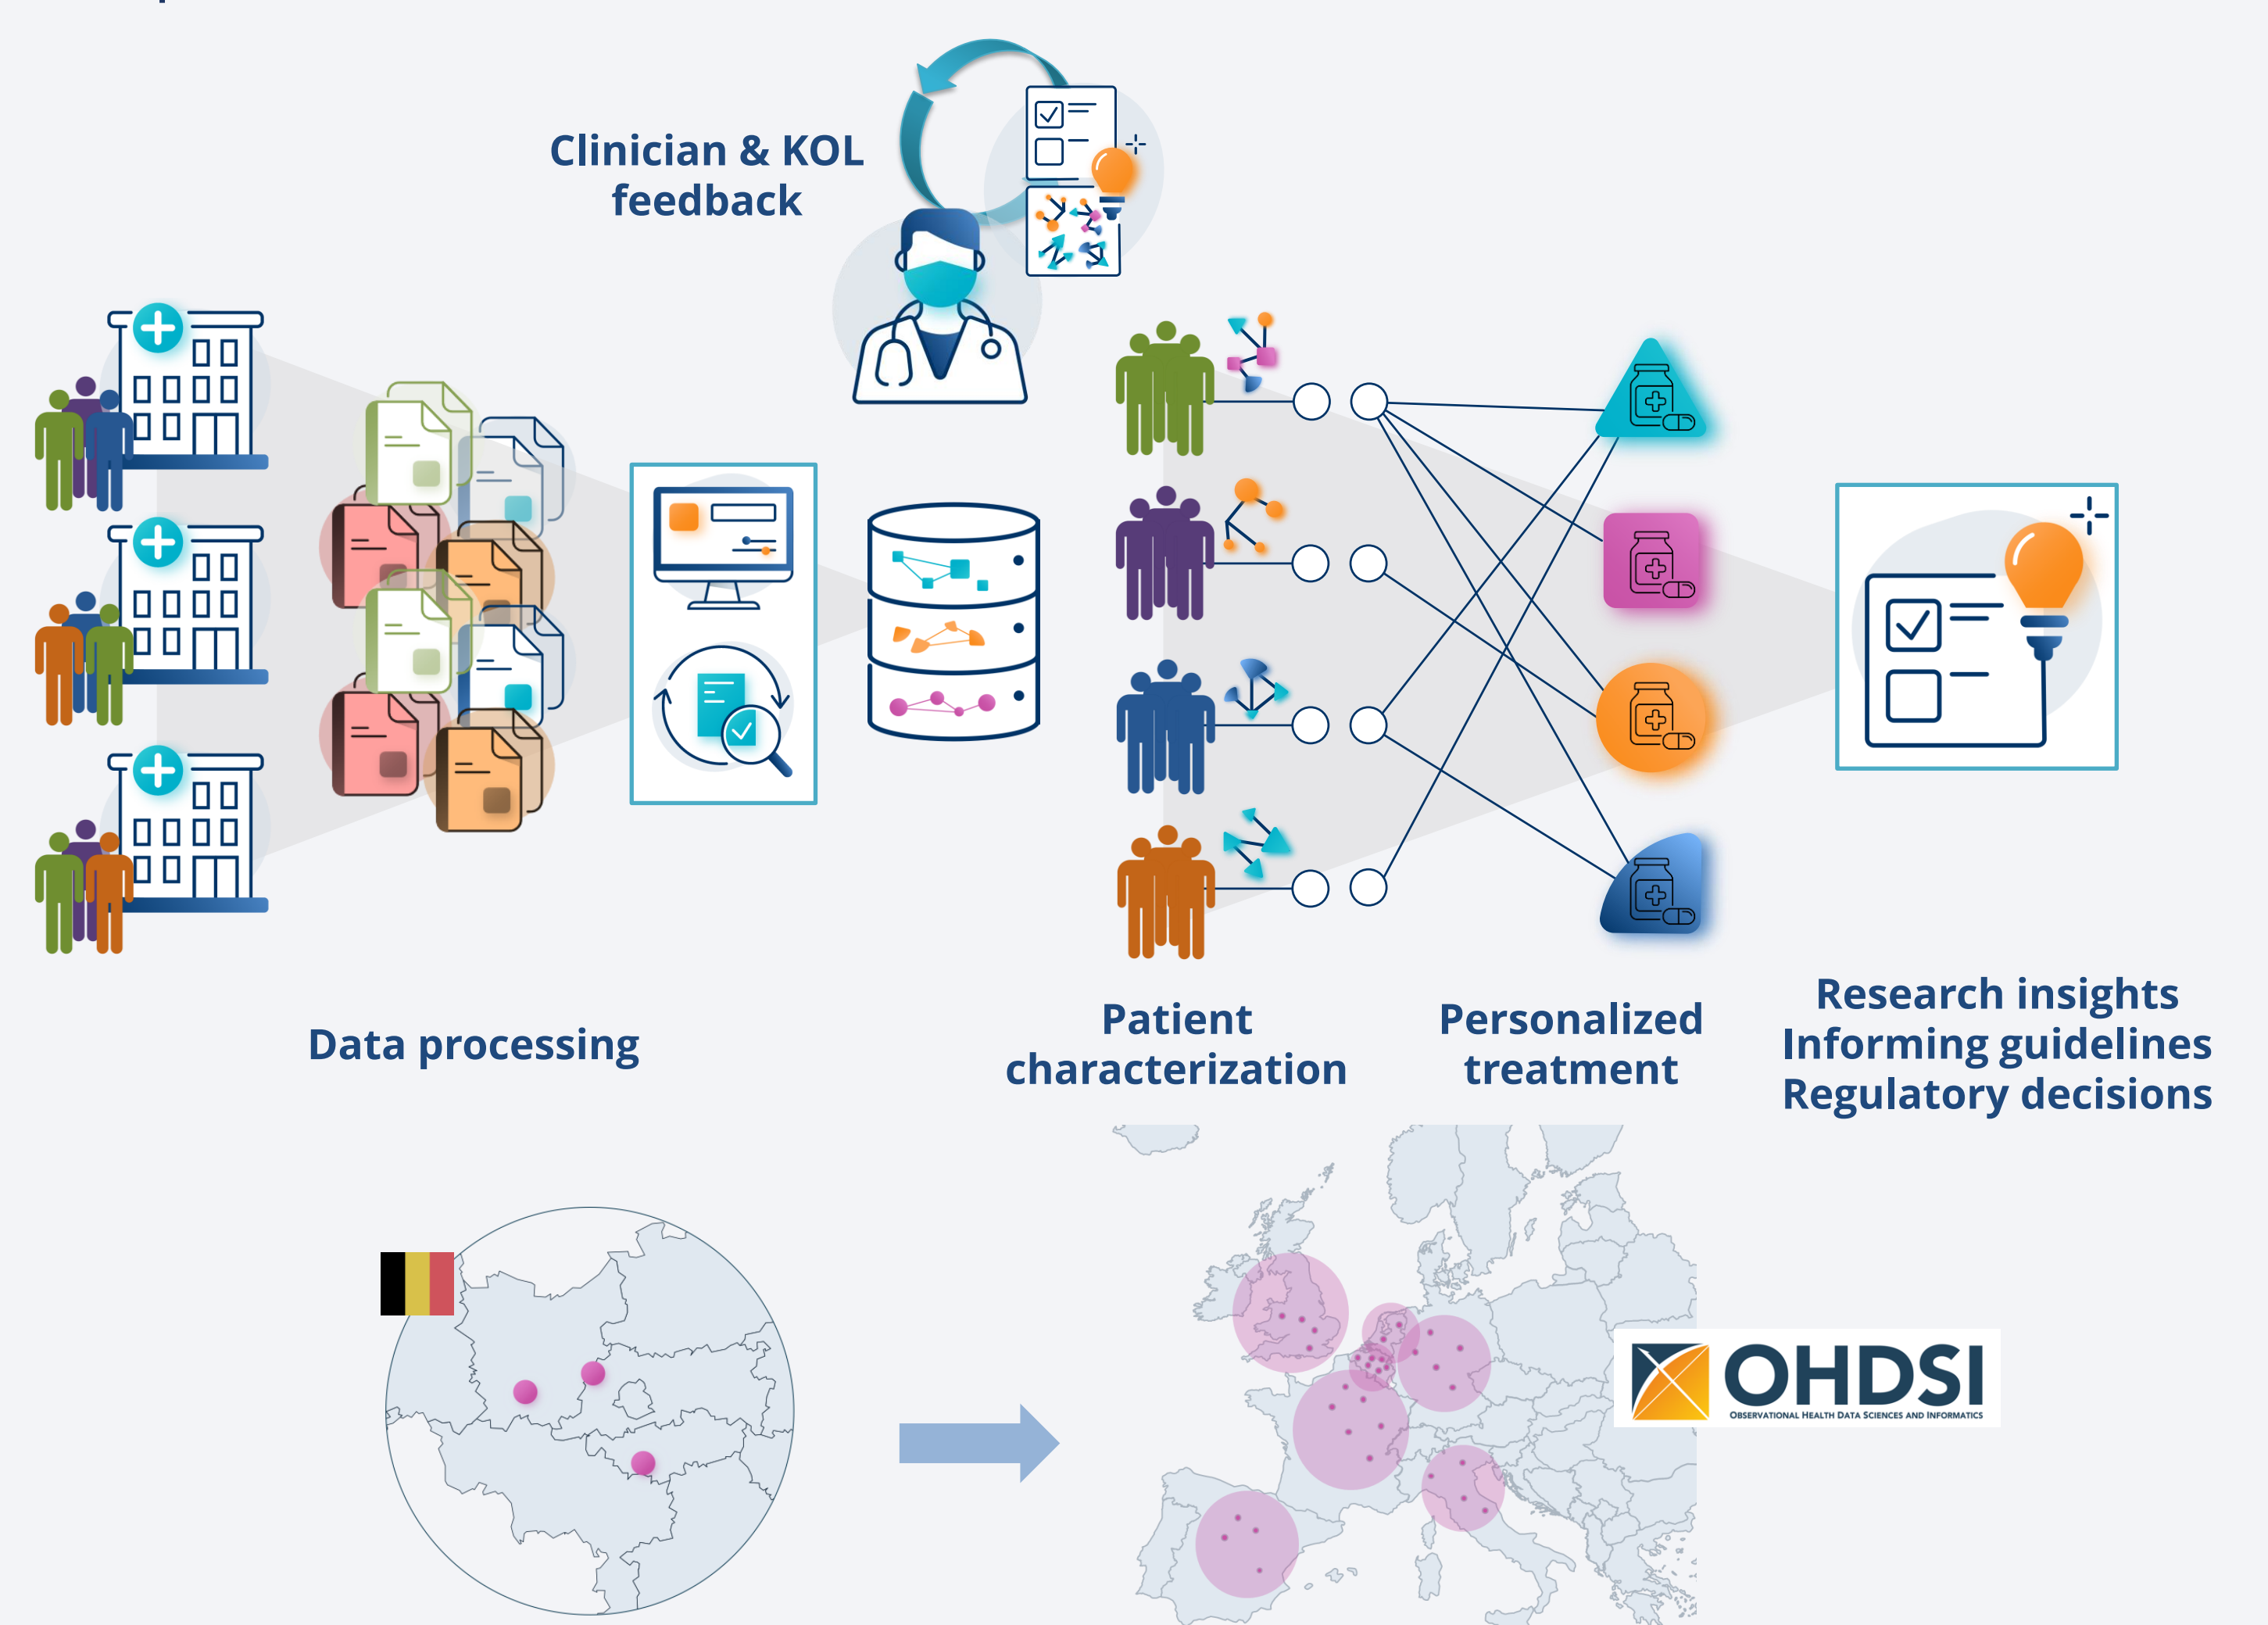 Clinician & KOL
feedback
Data processing
Patient
characterization
Personalized
treatment
Research insights
Informing guidelines
Regulatory decisions
OHDSI
OBSERVATIONAL HEALTH DATA SCIENCES AND INFORMATICS